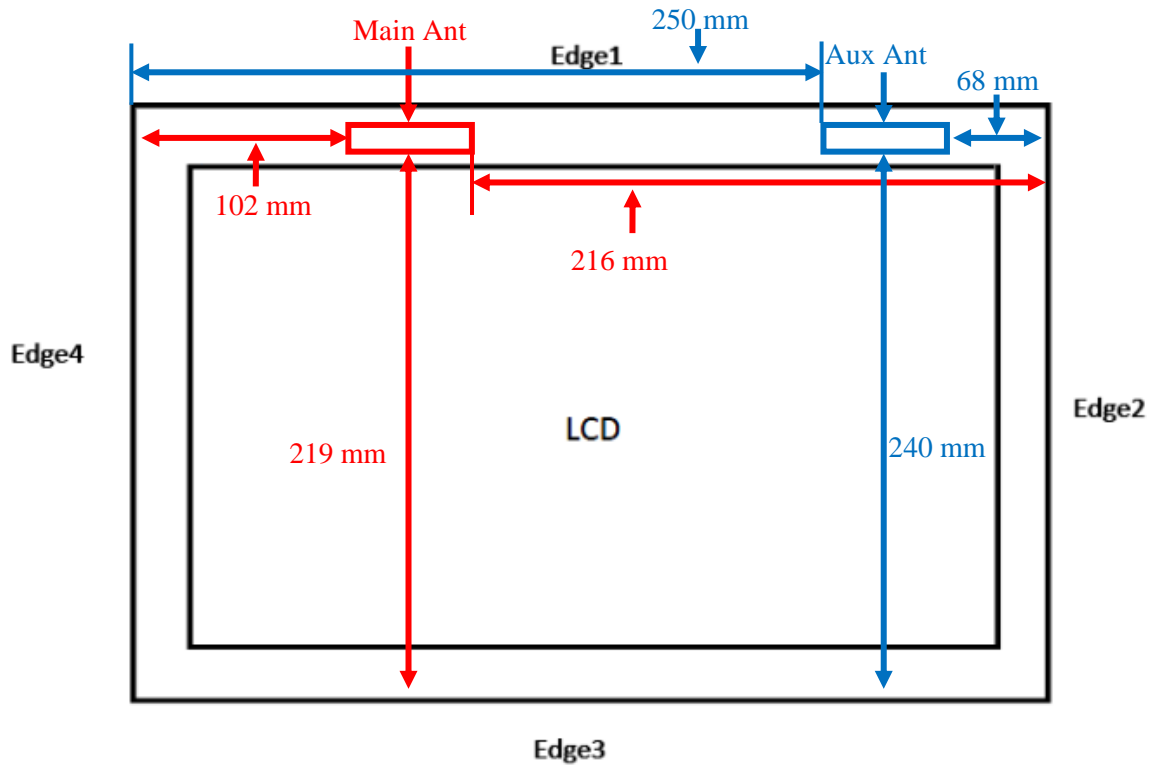 250 mm
Main Ant
Edge1
Aux Ant
68 mm
102 mm
216 mm
Edge4
Edge2
LCD
219 mm
240 mm
Edge3